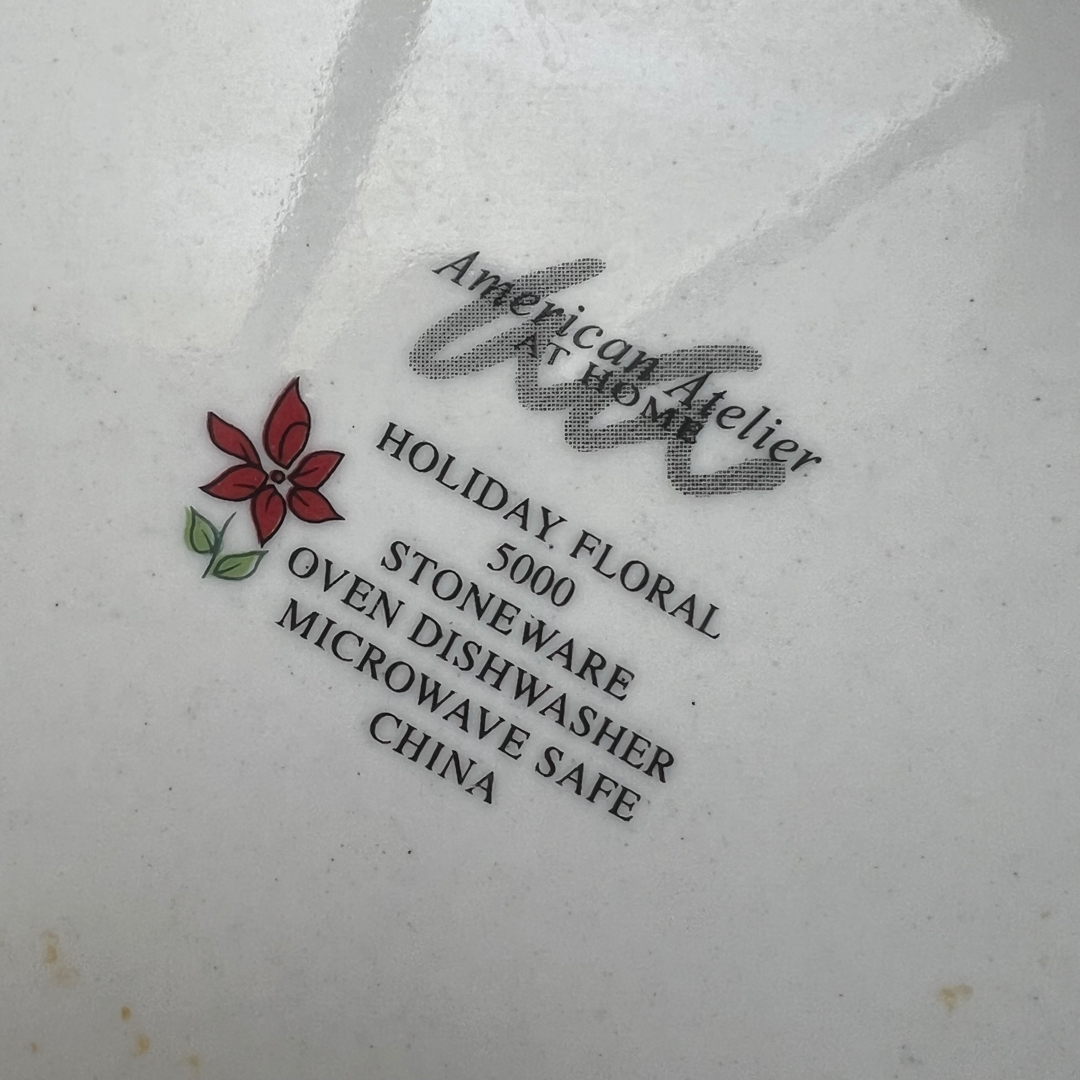 American Atelier
AT HOME
HOLIDAY FLORAL
5000
STONEWARE
OVEN DISHWASHER
MICROWAVE SAFE
CHINA